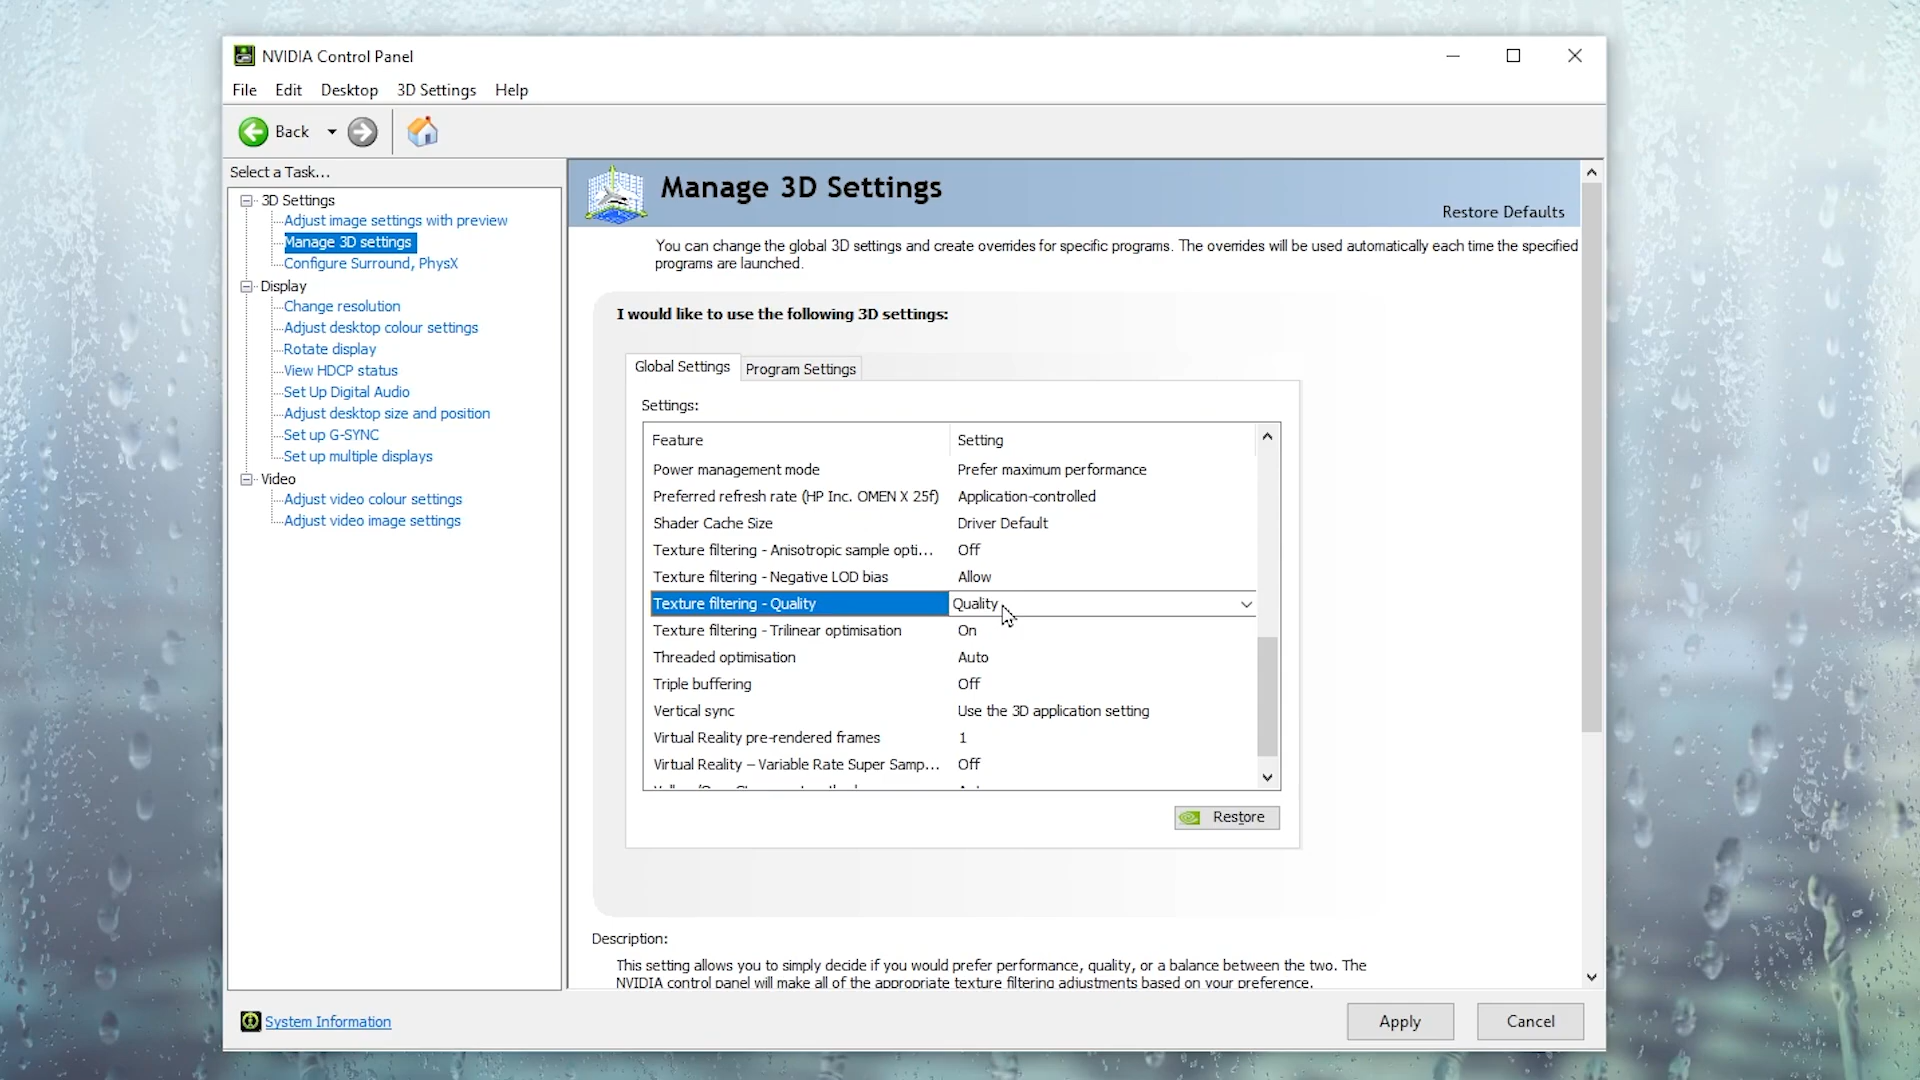 NVIDIA Control Panel
File Edit Desktop 3D Settings Help
Back
Select a Task...
3D Settings
Adjust image settings with preview
Manage 3D settings
Configure Surround, PhysX
Display
Change resolution
Adjust desktop colour settings
Rotate display
View HDCP status
Set Up Digital Audio
Adjust desktop size and position
Set up G-SYNC
Set up multiple displays
Video
Adjust video colour settings
Adjust video image settings
System Information
Manage 3D Settings
Restore Defaults
You can change the global 3D settings and create overrides for specific programs. The overrides will be used automatically each time the specified
programs are launched.
I would like to use the following 3D settings:
Global Settings Program Settings
Settings:
Feature Setting
Power management mode Prefer maximum performance
Preferred refresh rate (HP Inc. OMEN X 25f) Application-controlled
Shader Cache Size Driver Default
Texture filtering - Anisotropic sample opti... Off
Texture filtering - Negative LOD bias Allow
Texture filtering - Quality Quality
Texture filtering - Trilinear optimisation On
Threaded optimisation Auto
Triple buffering Off
Vertical sync Use the 3D application setting
Virtual Reality pre-rendered frames 1
Virtual Reality – Variable Rate Super Samp... Off
Restore
Description:
This setting allows you to simply decide if you would prefer performance, quality, or a balance between the two. The
NVIDIA control panel will make all of the appropriate texture filtering adjustments based on your preference.
Apply Cancel